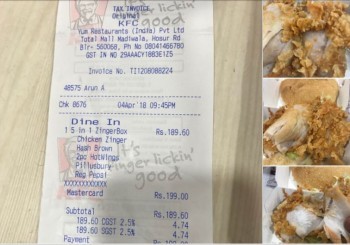 TAX INVOICE
Original
KFC
Yum Restaurants (India) Pvt Ltd
Total Mall Madiwala, Hosur Rd
Blr- 560068, Ph No 08041466780
GST IN NO 29AAACY1883E1Z5
Invoice No. TI1208088224
48575 Arun A
Chk 8676 04Apr'18 09:45PM
Dine In
1 5 in 1 ZingerBox Rs.189.60
Chicken Zinger
Hash Brown
2pc HotWings
Pillsbury
Reg Pepsi
XXXXXXXXXXX
Mastercard Rs.199.00
Subtotal Rs.189.60
189.60 CGST 2.5% 4.74
189.60 SGST 2.5% 4.74
Payment
finger lickin' good
It's finger lickin' good